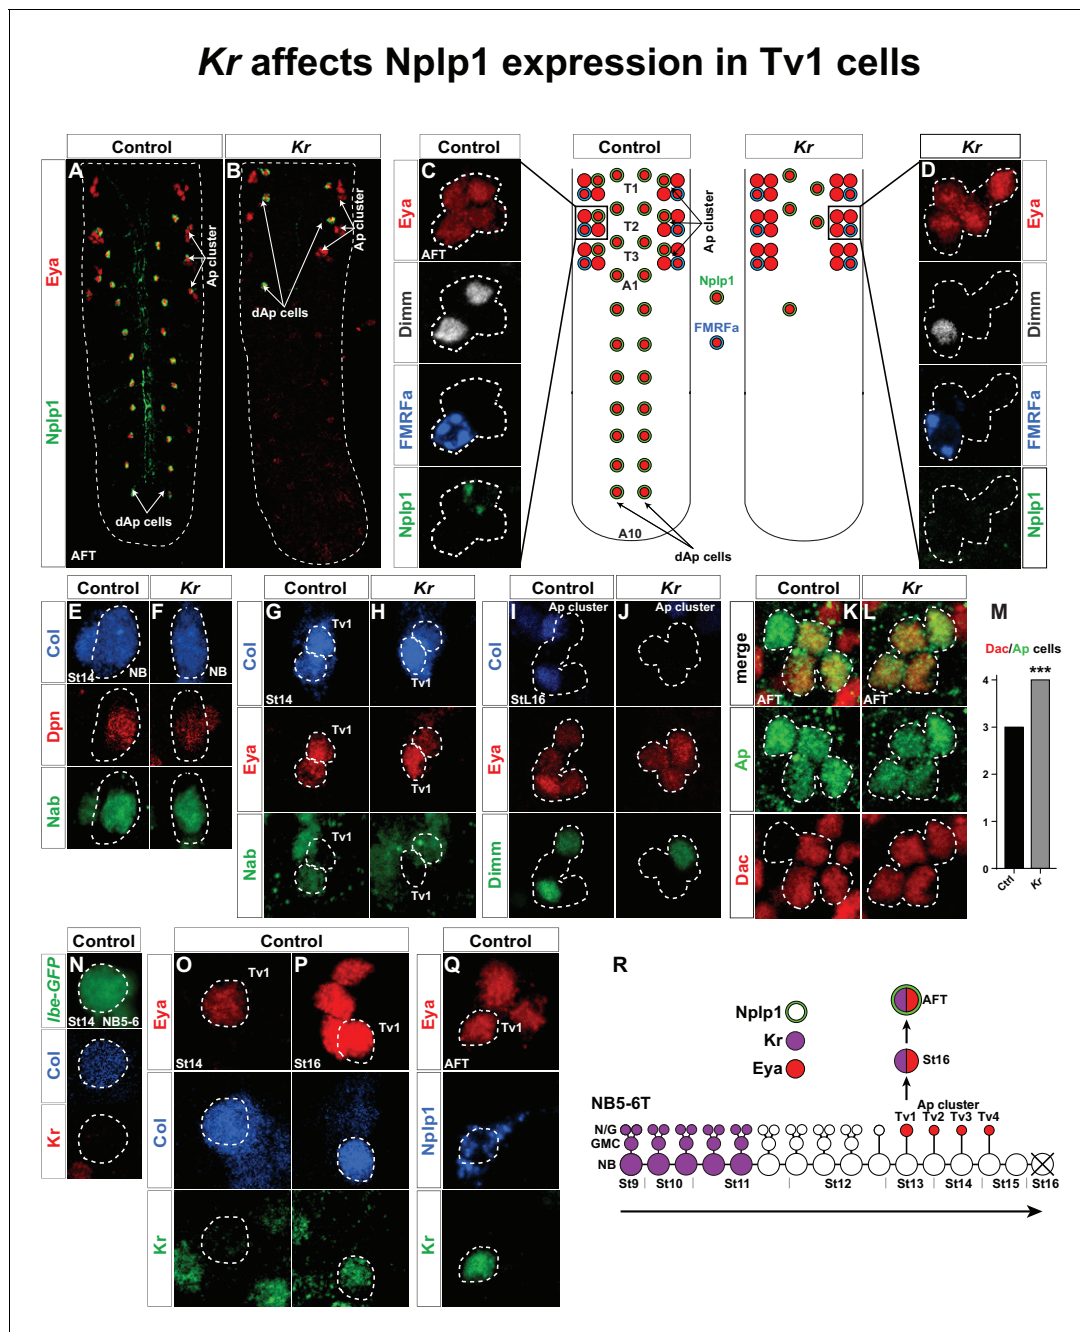 Kr affects Nplp1 expression in Tv1 cells
Control
Kr
Eya
Nplp1
A
B
Ap cluster
Ap cluster
dAp cells
dAp cells
AFT
Control
C
Eya
AFT
Dimm
FMRFa
Nplp1
Control
T1
T2
T3
A1
A10
Ap cluster
dAp cells
Nplp1
FMRFa
Kr
Kr
D
Eya
Dimm
FMRFa
Nplp1
Control
Kr
E
F
Col
St14
NB
NB
Dpn
Nab
Control
Kr
G
H
Tv1
Col
St14
Tv1
Eya
Tv1
Tv1
Nab
Tv1
Tv1
Control
Kr
I
Ap cluster
J
Ap cluster
Col
StL16
Eya
Dimm
Control
Kr
K
L
merge
AFT
AFT
Ap
Dac
M
Dac/Ap cells
***
4
3
2
1
0
Ctrl
Kr
Control
N
lbe-GFP
St14 NB5-6
Col
Kr
Control
O
P
Tv1
Tv1
Eya
St14
St16
Col
Kr
Control
Q
Eya
Tv1
AFT
Nplp1
Kr
R
Nplp1
Kr
Eya
AFT
St16
NB5-6T
Ap cluster
Tv1 Tv2 Tv3 Tv4
N/G
GMC
NB
St9 St10 St11 St12 St13 St14 St15 St16